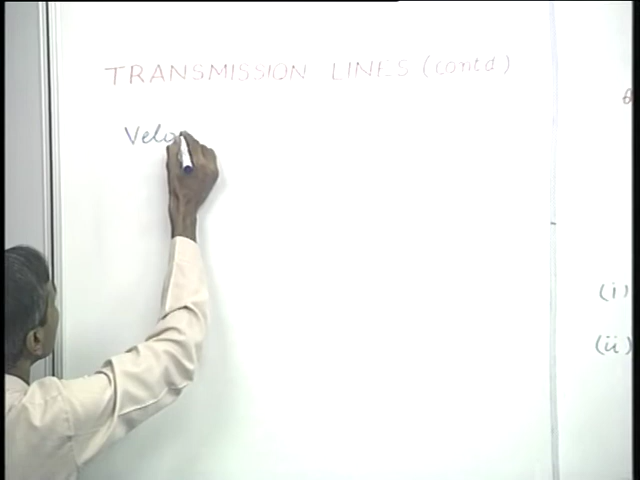 TRANSMISSION LINES (contd)
Velo
(i)
(ii)